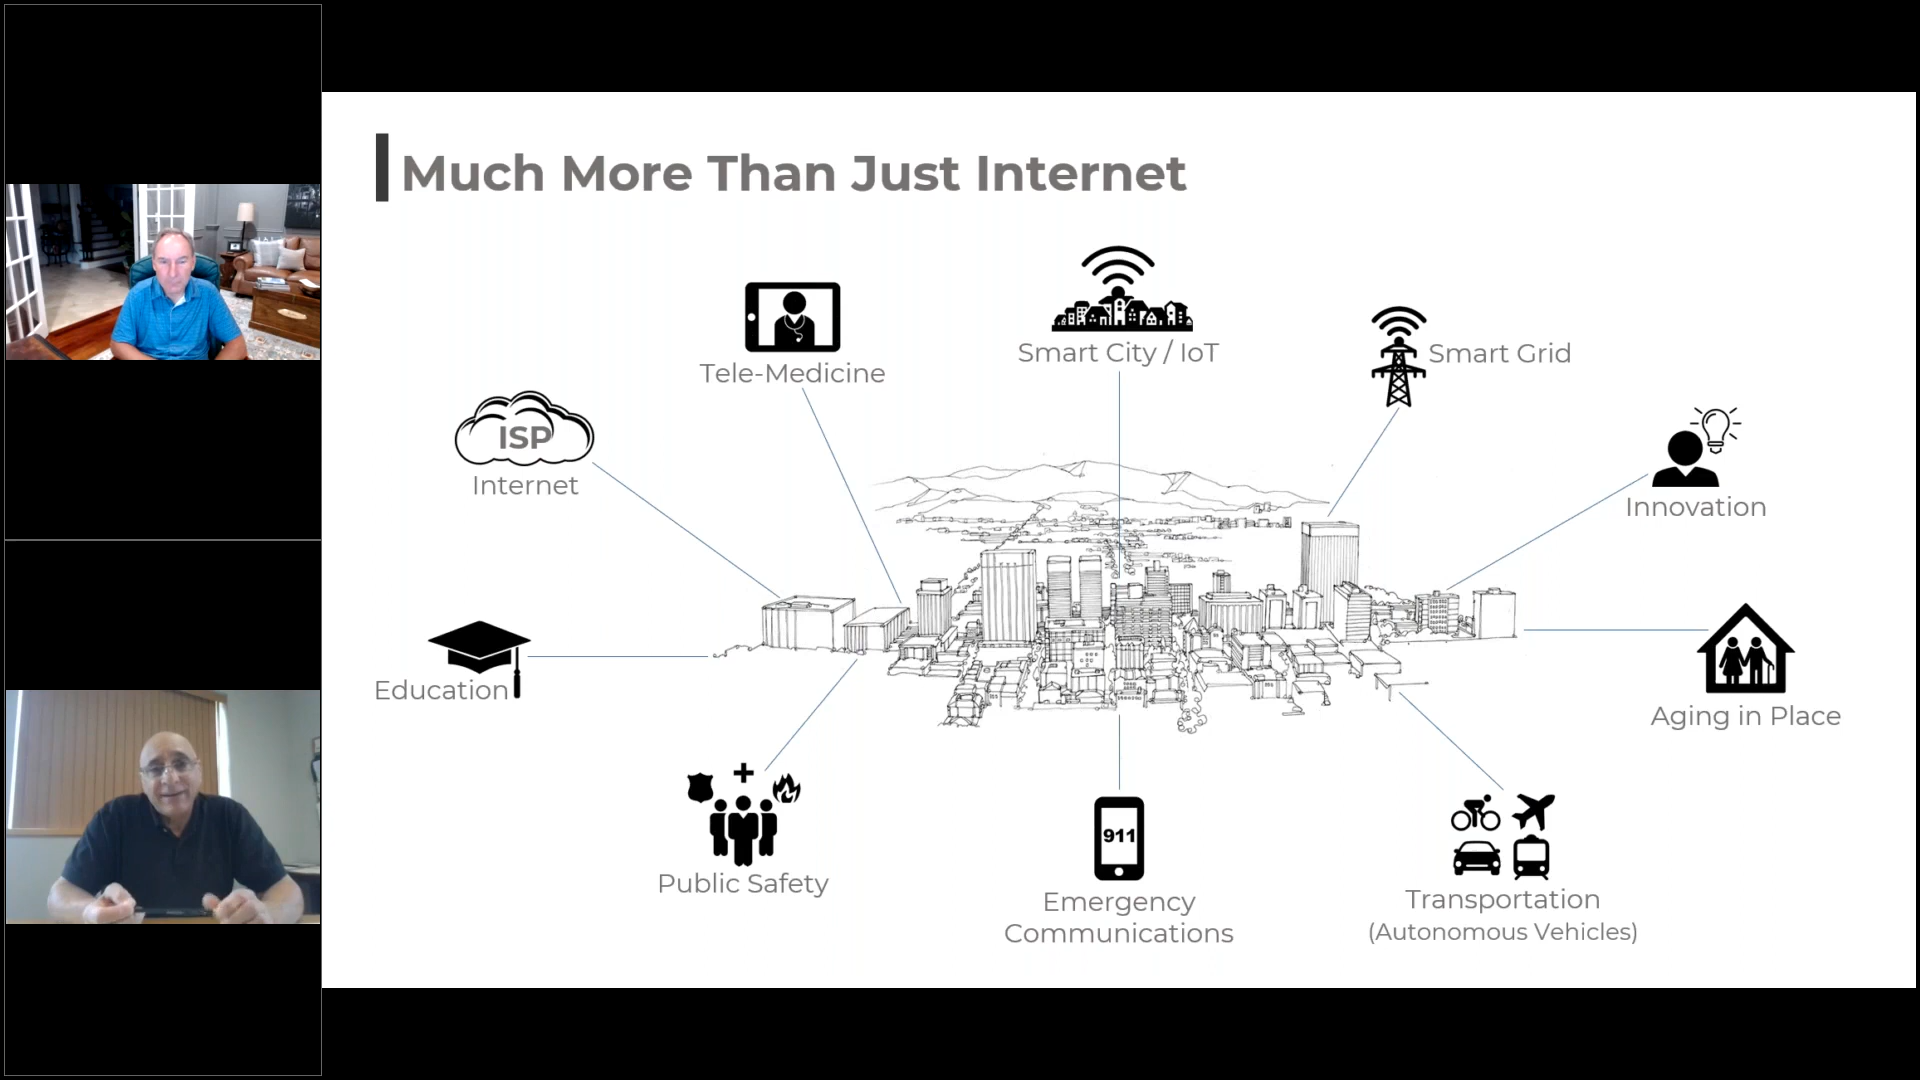 Much More Than Just Internet
Smart City / IoT
Tele-Medicine
Smart Grid
ISP
Internet
Innovation
Education
Aging in Place
Public Safety
911
Emergency
Communications
Transportation
(Autonomous Vehicles)